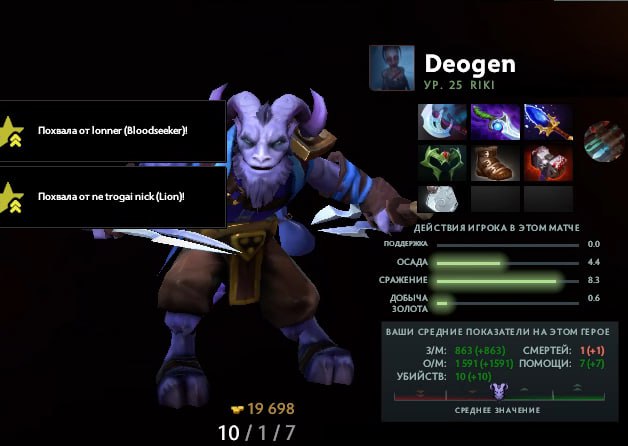 Deogen
УР. 25 RIKI
Похвала от lonner (Bloodseeker)!
Похвала от ne trogai nick (Lion)!
ДЕЙСТВИЯ ИГРОКА В ЭТОМ МАТЧЕ
ПОДДЕРЖКА 0.0
ОСАДА 4.4
СРАЖЕНИЕ 8.3
ДОБЫЧА ЗОЛОТА 0.6
ВАШИ СРЕДНИЕ ПОКАЗАТЕЛИ НА ЭТОМ ГЕРОЕ
З/М: 863 (+863) СМЕРТЕЙ: 1 (+1)
О/М: 1 591 (+1591) ПОМОЩИ: 7 (+7)
УБИЙСТВ: 10 (+10)
СРЕДНЕЕ ЗНАЧЕНИЕ
19 698
10 / 1 / 7